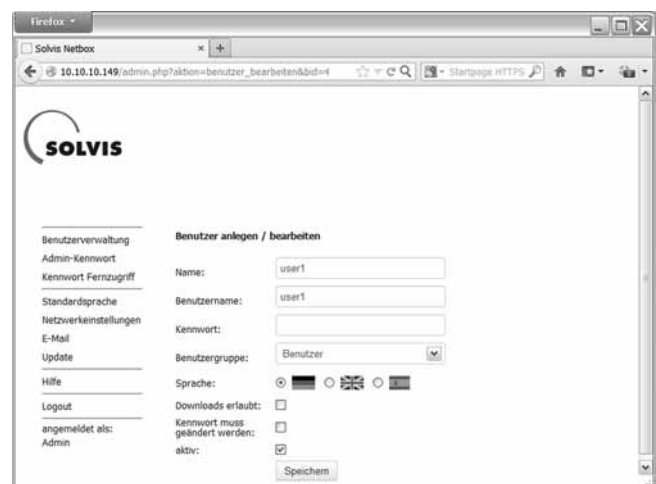 Firefox
Solvis Netbox
10.10.10.149/admin.php?aktion=benutzer_bearbeiten&bid=4
Startpage HTTPS
SOLVIS
Benutzerverwaltung
Admin-Kennwort
Kennwort Fernzugriff
Standardsprache
Netzwerkeinstellungen
E-Mail
Update
Hilfe
Logout
angemeldet als:
Admin
Benutzer anlegen / bearbeiten
Name:
user1
Benutzername:
user1
Kennwort:
Benutzergruppe:
Benutzer
Sprache:
Downloads erlaubt:
Kennwort muss
geändert werden:
aktiv:
Speichern